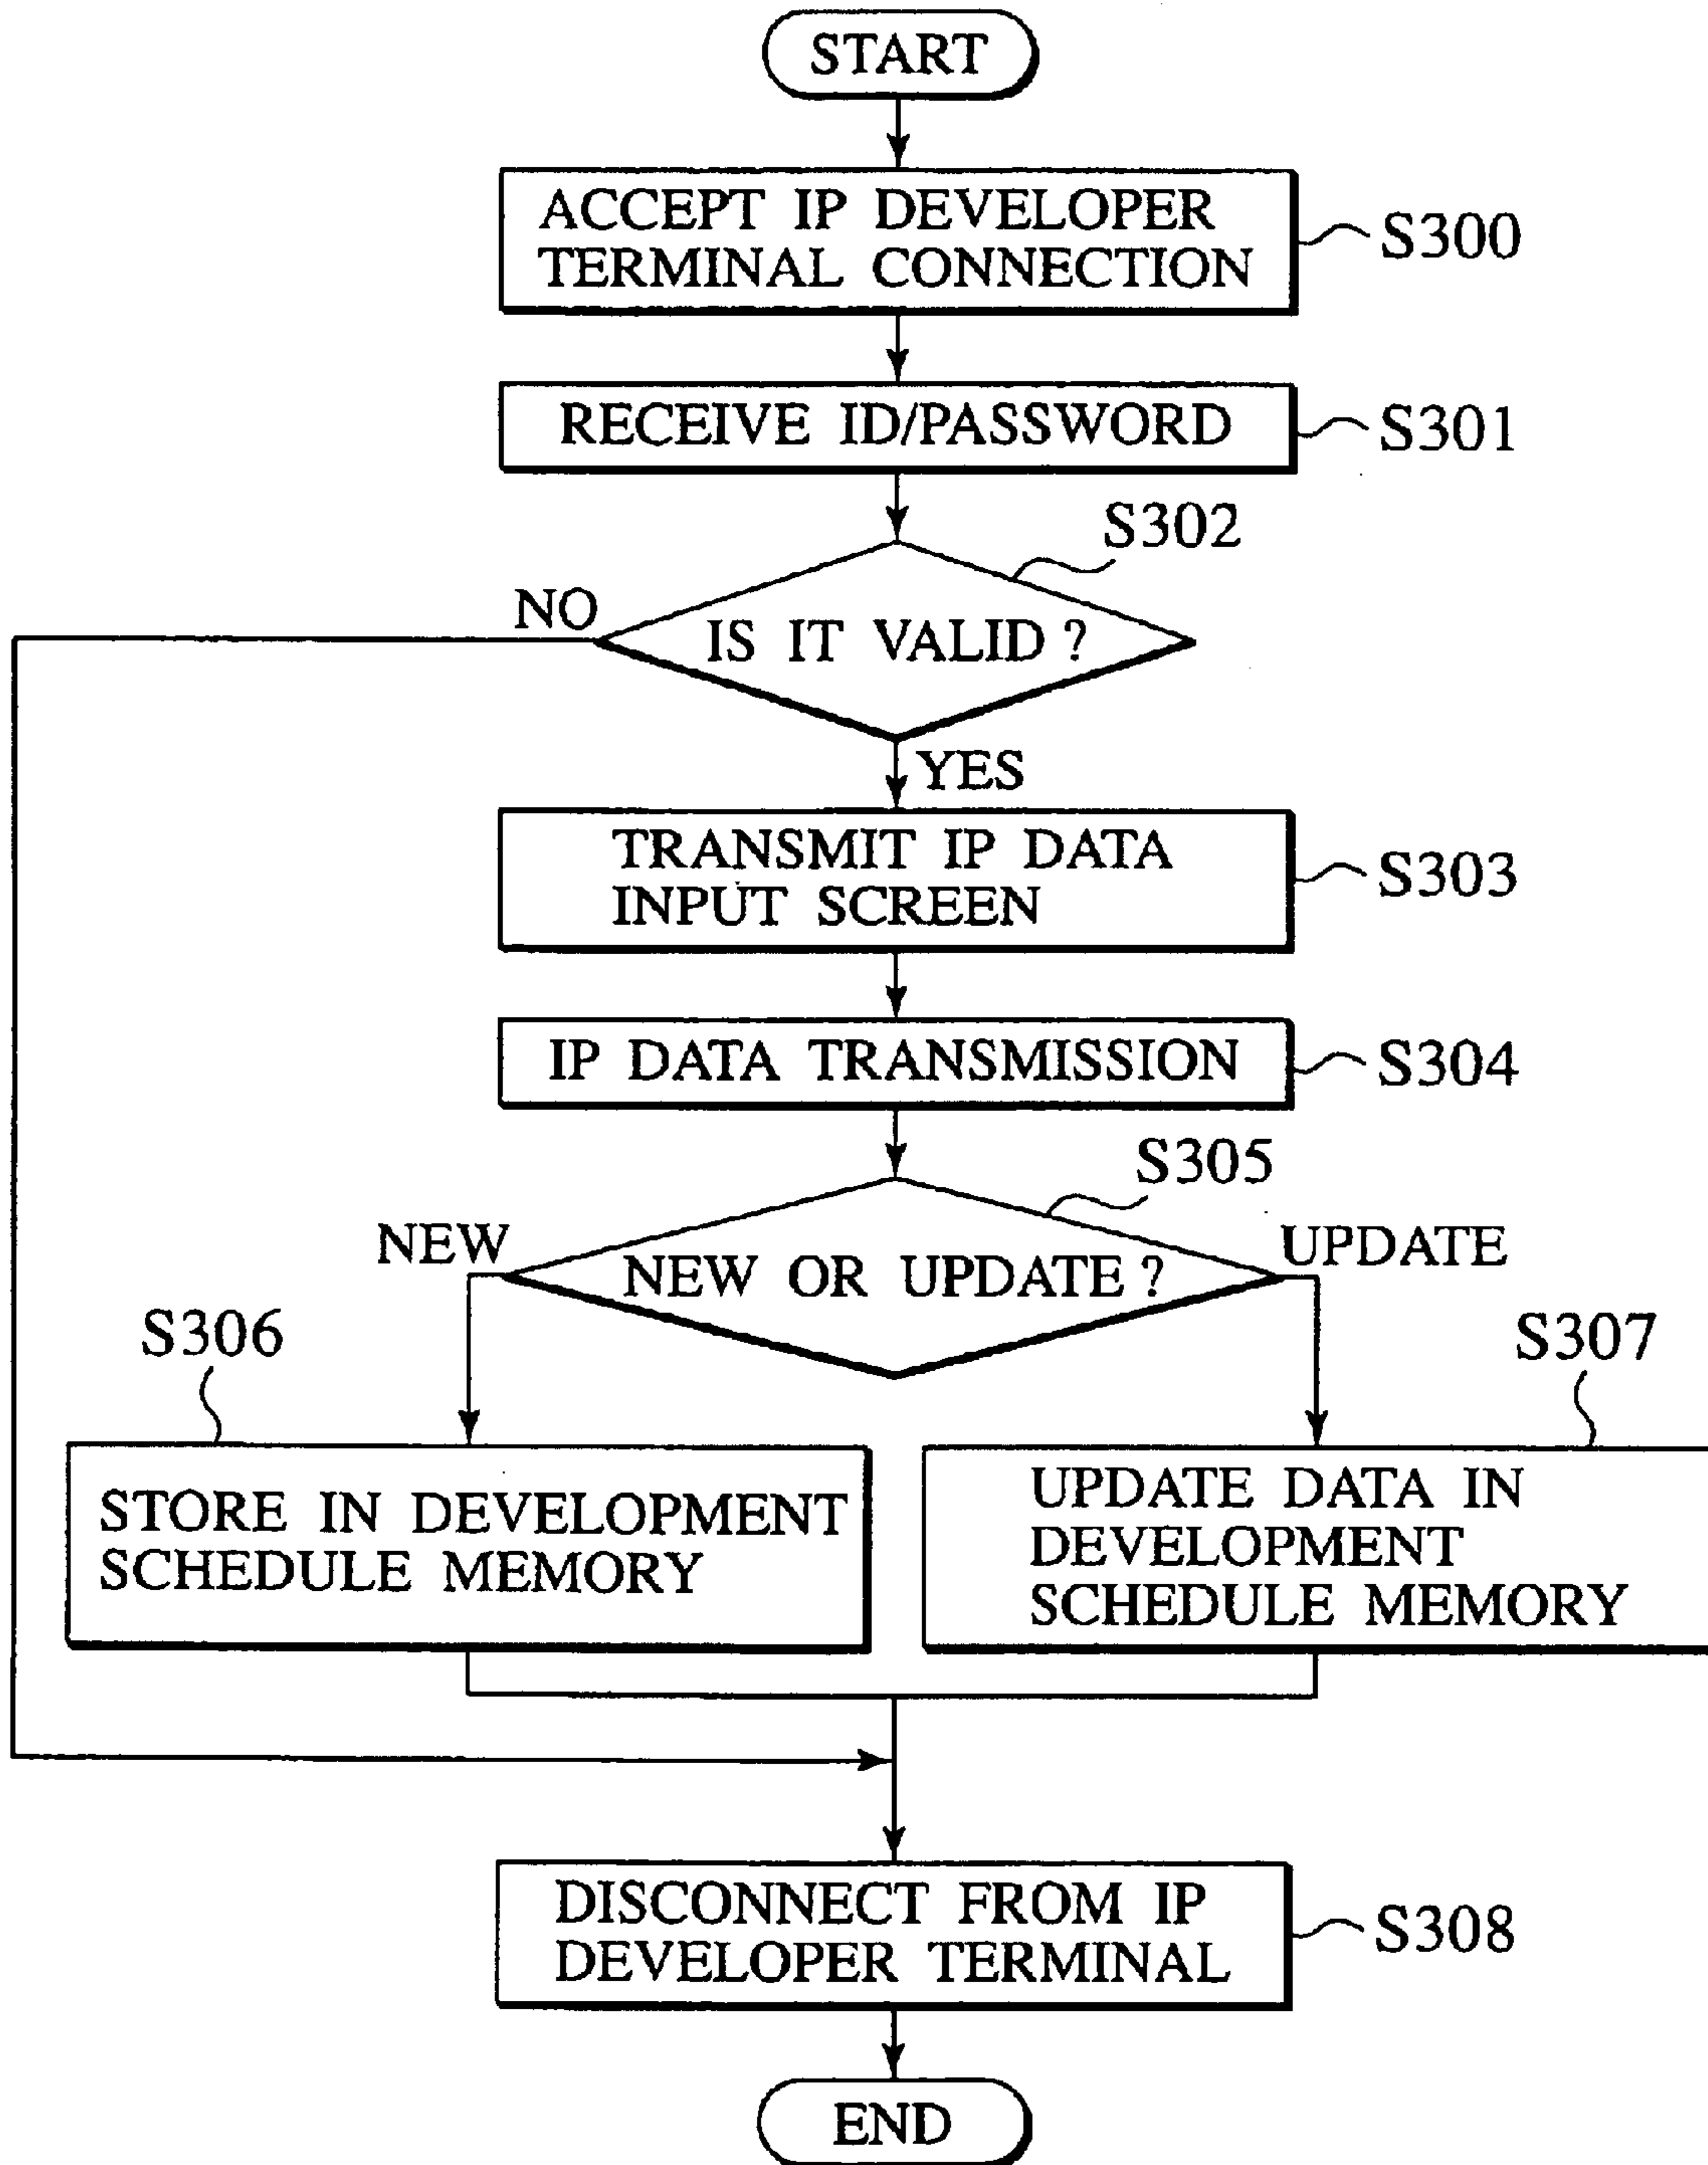 START
ACCEPT IP DEVELOPER
TERMINAL CONNECTION
S300
RECEIVE ID/PASSWORD
S301
S302
NO
IS IT VALID ?
YES
TRANSMIT IP DATA
INPUT SCREEN
S303
IP DATA TRANSMISSION
S304
S305
NEW
NEW OR UPDATE ?
UPDATE
S306
S307
STORE IN DEVELOPMENT
SCHEDULE MEMORY
UPDATE DATA IN
DEVELOPMENT
SCHEDULE MEMORY
DISCONNECT FROM IP
DEVELOPER TERMINAL
S308
END